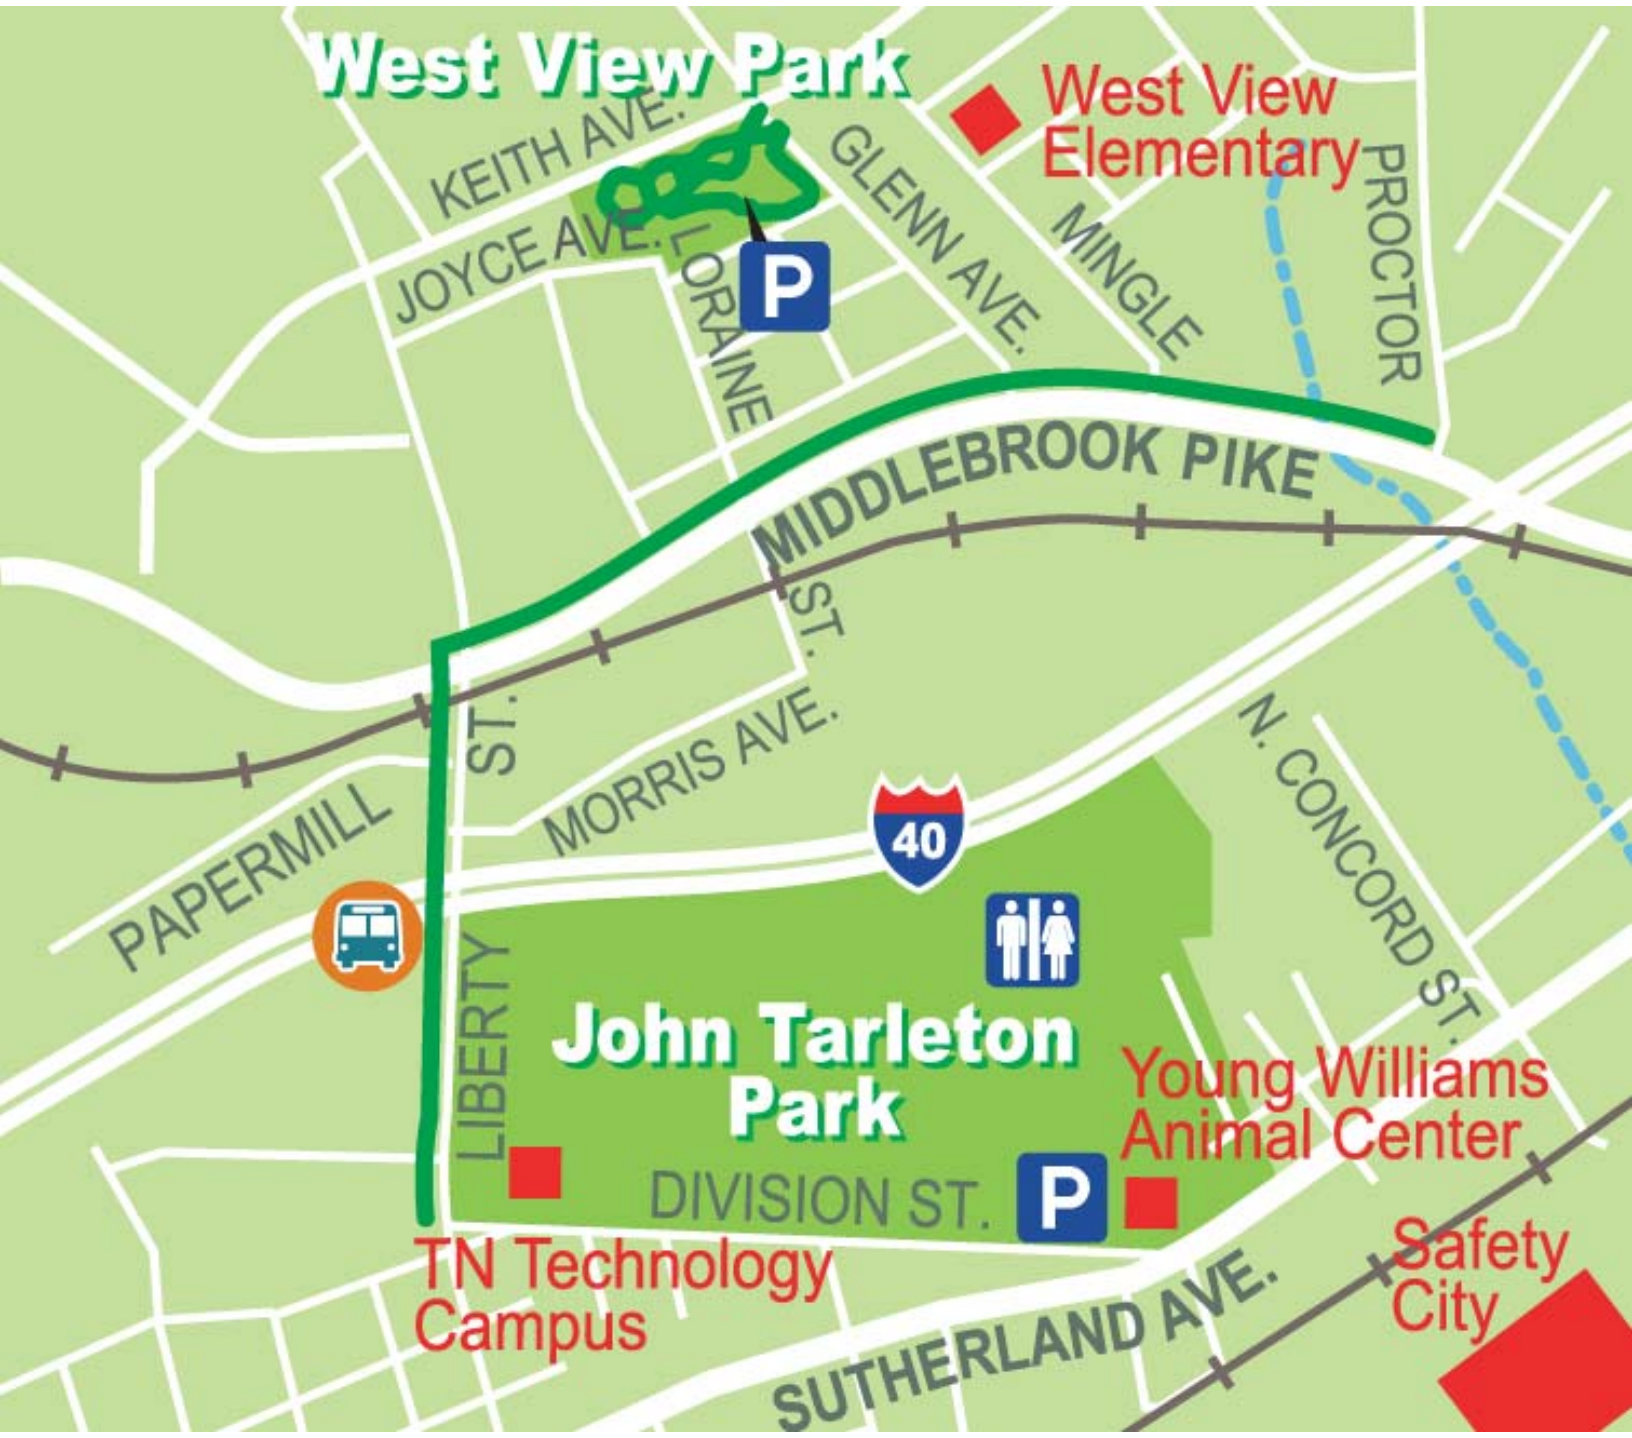 West View Park
West View
Elementary
KEITH AVE.
JOYCE AVE.
LORAINE
ST.
GLENN AVE.
MINGLE
PROCTOR
P
MIDDLEBROOK PIKE
ST.
MORRIS AVE.
PAPERMILL
40
N. CONCORD ST.
LIBERTY
John Tarleton
Park
Young Williams
Animal Center
DIVISION ST.
P
TN Technology
Campus
SUTHERLAND AVE.
Safety
City